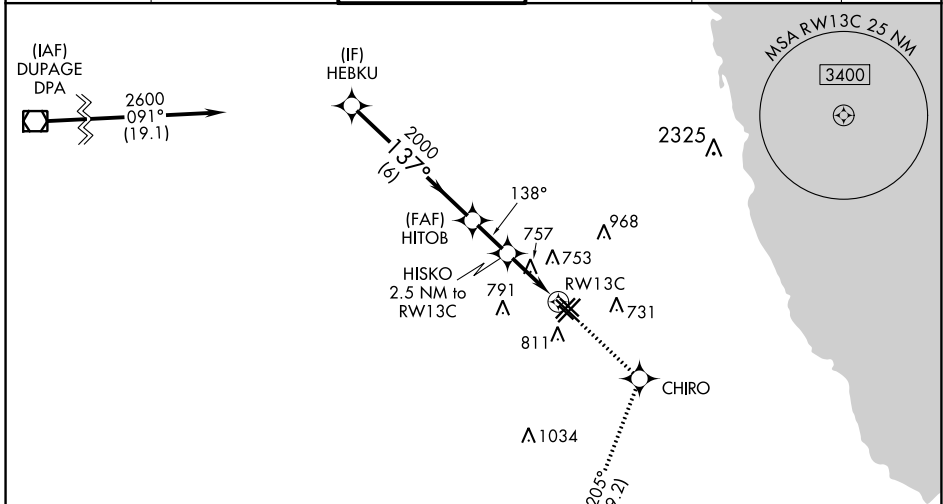 (IAF)
DUPAGE
DPA
2600
091°
(19.1)
(IF)
HEBKU
2000
137°
(6)
MSA RW13C 25 NM
3400
2325
138°
(FAF)
HITOB
757
968
753
HISKO
2.5 NM to
RW13C
791
RW13C
731
811
CHIRO
1034
205°